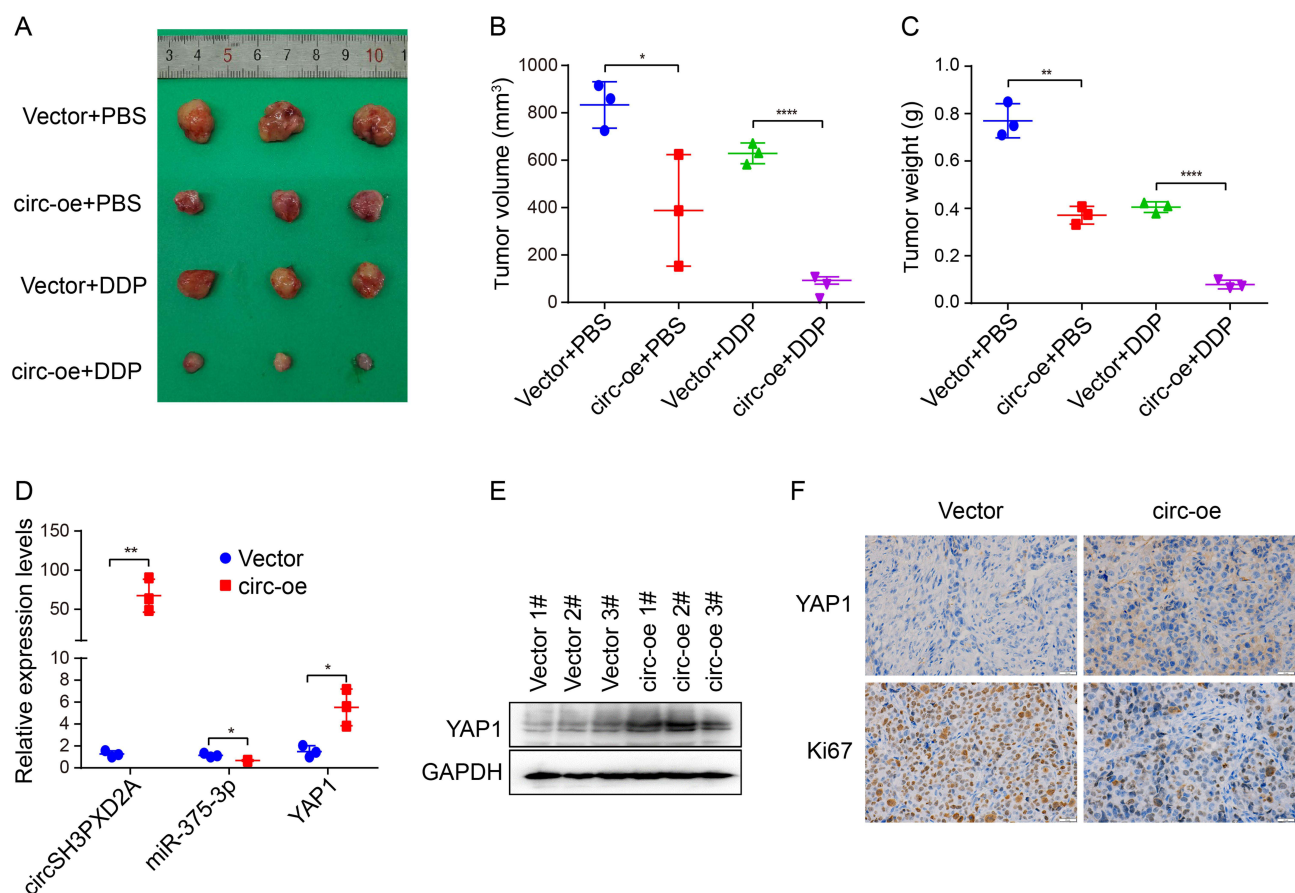 A
3 4 5 6 7 8 9 10 1
Vector+PBS
circ-oe+PBS
Vector+DDP
circ-oe+DDP
B
Tumor volume (mm³)
1000
800
600
400
200
0
*
****
Vector+PBS
circ-oe+PBS
Vector+DDP
circ-oe+DDP
C
Tumor weight (g)
1.0
0.8
0.6
0.4
0.2
0.0
**
****
Vector+PBS
circ-oe+PBS
Vector+DDP
circ-oe+DDP
D
Relative expression levels
150
100
50
10
8
6
4
2
0
**
*
*
Vector
circ-oe
circSH3PXD2A
miR-375-3p
YAP1
E
Vector 1#
Vector 2#
Vector 3#
circ-oe 1#
circ-oe 2#
circ-oe 3#
YAP1
GAPDH
F
Vector
circ-oe
YAP1
Ki67